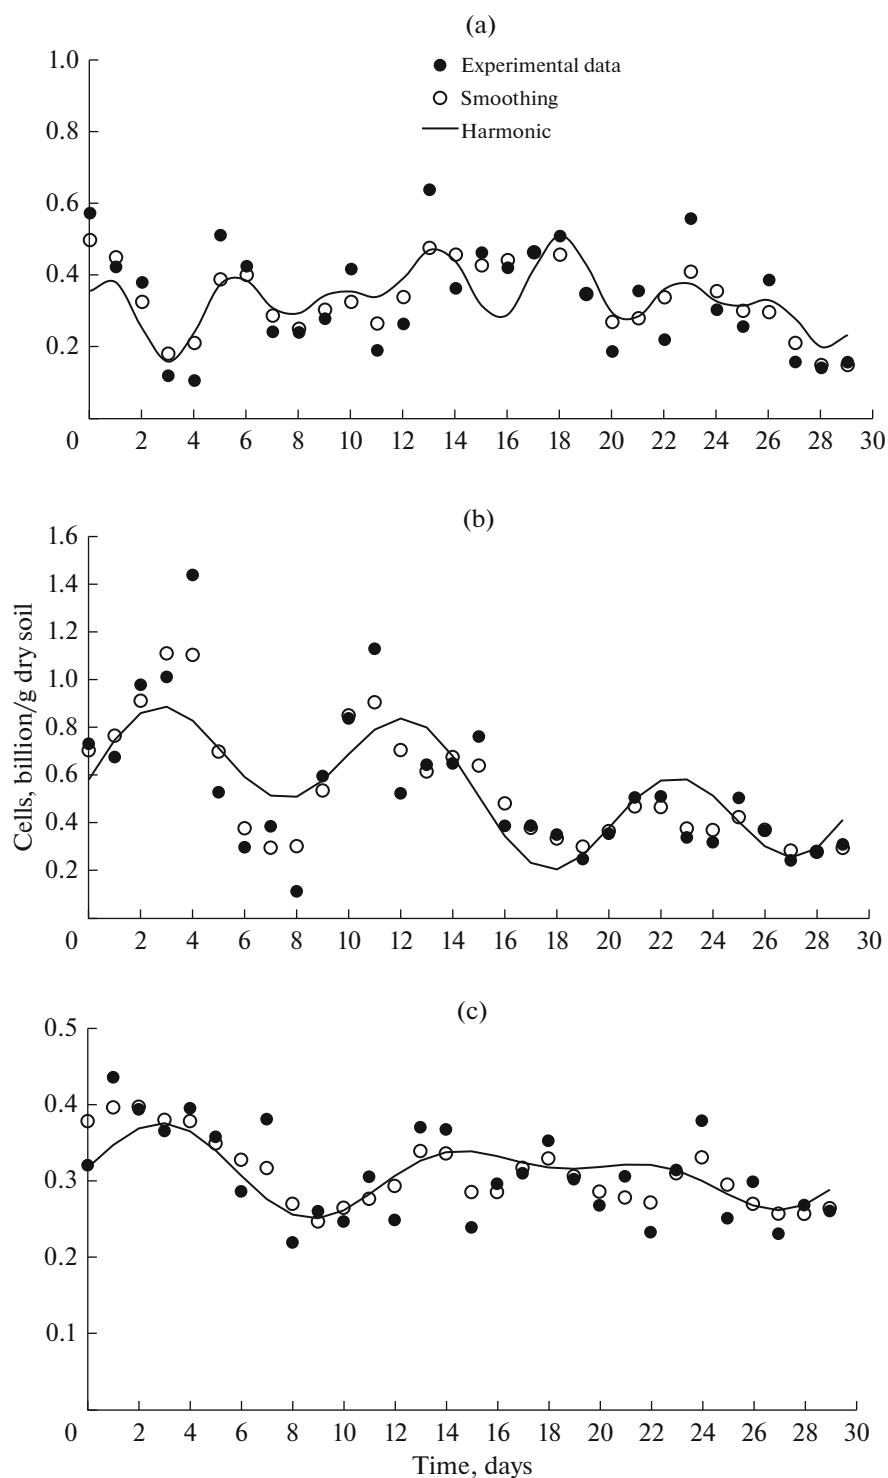 (a)
1.0
Experimental data
Smoothing
0.8
Harmonic
0.6
0.4
0.2
0 2 4 6 8 10 12 14 16 18 20 22 24 26 28 30
(b)
1.6
1.4
1.2
1.0
0.8
0.6
0.4
0.2
0 2 4 6 8 10 12 14 16 18 20 22 24 26 28 30
Cells, billion/g dry soil
(c)
0.5
0.4
0.3
0.2
0.1
0 2 4 6 8 10 12 14 16 18 20 22 24 26 28 30
Time, days